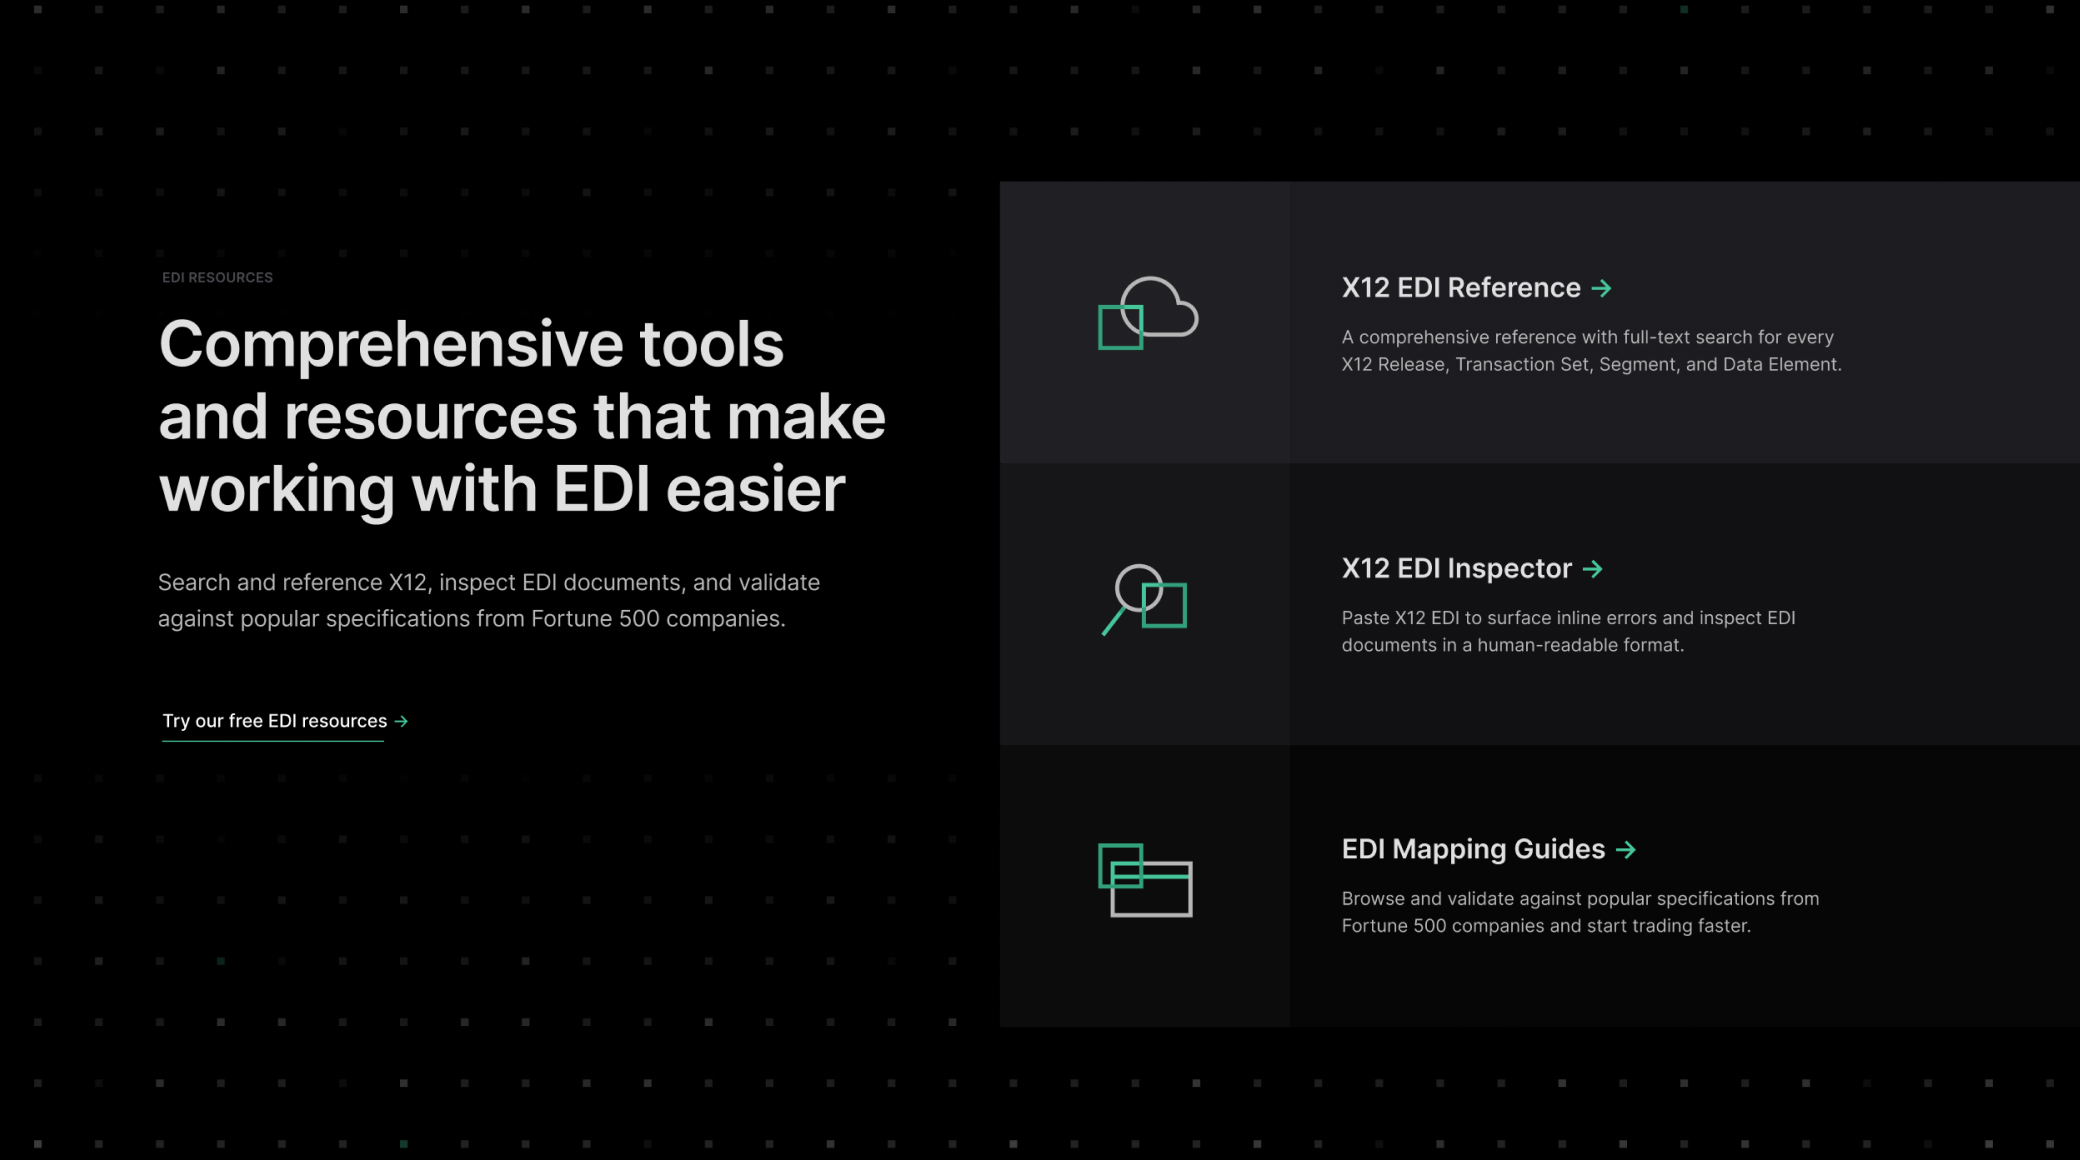 EDI RESOURCES
Comprehensive tools
and resources that make
working with EDI easier
Search and reference X12, inspect EDI documents, and validate
against popular specifications from Fortune 500 companies.
Try our free EDI resources →
X12 EDI Reference →
A comprehensive reference with full-text search for every
X12 Release, Transaction Set, Segment, and Data Element.
X12 EDI Inspector →
Paste X12 EDI to surface inline errors and inspect EDI
documents in a human-readable format.
EDI Mapping Guides →
Browse and validate against popular specifications from
Fortune 500 companies and start trading faster.